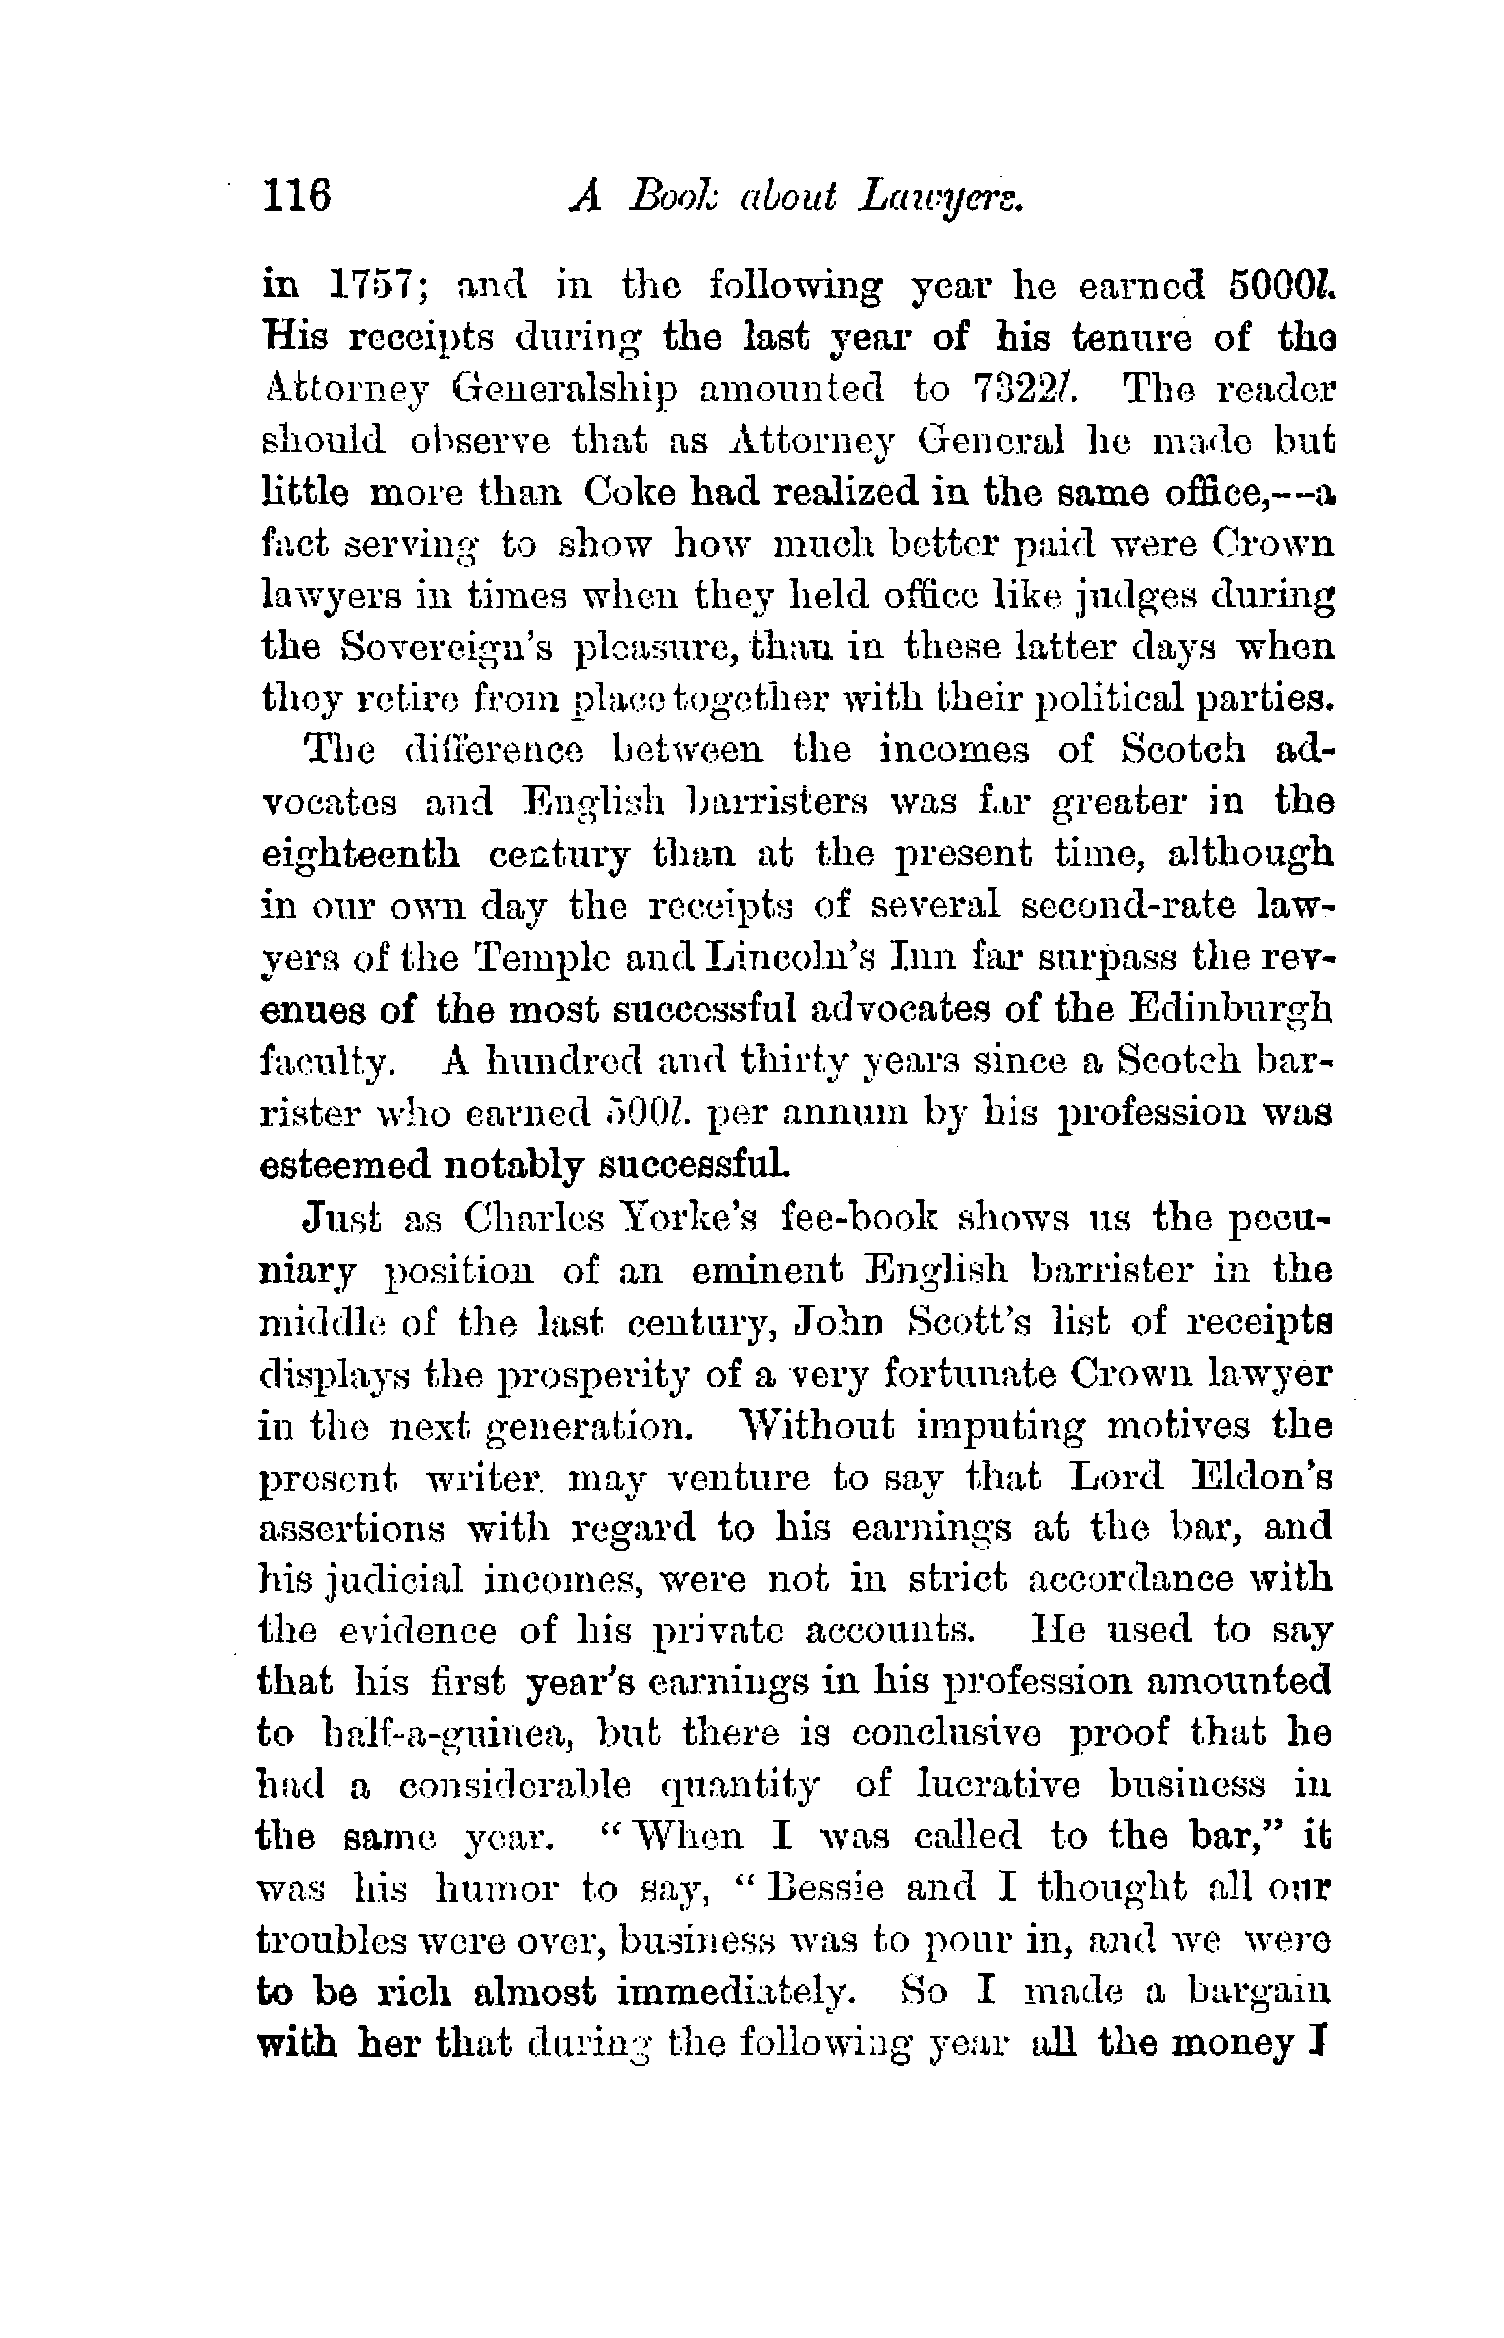 116 A Book about Lawyers.
in 1757; and in the following year he earned 5000l.
His receipts during the last year of his tenure of the
Attorney Generalship amounted to 7322l. The reader
should observe that as Attorney General he made but
little more than Coke had realized in the same office,--a
fact serving to show how much better paid were Crown
lawyers in times when they held office like judges during
the Sovereign's pleasure, than in these latter days when
they retire from place together with their political parties.
The difference between the incomes of Scotch ad-
vocates and English barristers was far greater in the
eighteenth century than at the present time, although
in our own day the receipts of several second-rate law-
yers of the Temple and Lincoln's Inn far surpass the rev-
enues of the most successful advocates of the Edinburgh
faculty. A hundred and thirty years since a Scotch bar-
rister who earned 500l. per annum by his profession was
esteemed notably successful.
Just as Charles Yorke's fee-book shows us the pecu-
niary position of an eminent English barrister in the
middle of the last century, John Scott's list of receipts
displays the prosperity of a very fortunate Crown lawyer
in the next generation. Without imputing motives the
present writer may venture to say that Lord Eldon's
assertions with regard to his earnings at the bar, and
his judicial incomes, were not in strict accordance with
the evidence of his private accounts. He used to say
that his first year's earnings in his profession amounted
to half-a-guinea, but there is conclusive proof that he
had a considerable quantity of lucrative business in
the same year. "When I was called to the bar," it
was his humor to say, "Bessie and I thought all our
troubles were over, business was to pour in, and we were
to be rich almost immediately. So I made a bargain
with her that during the following year all the money I